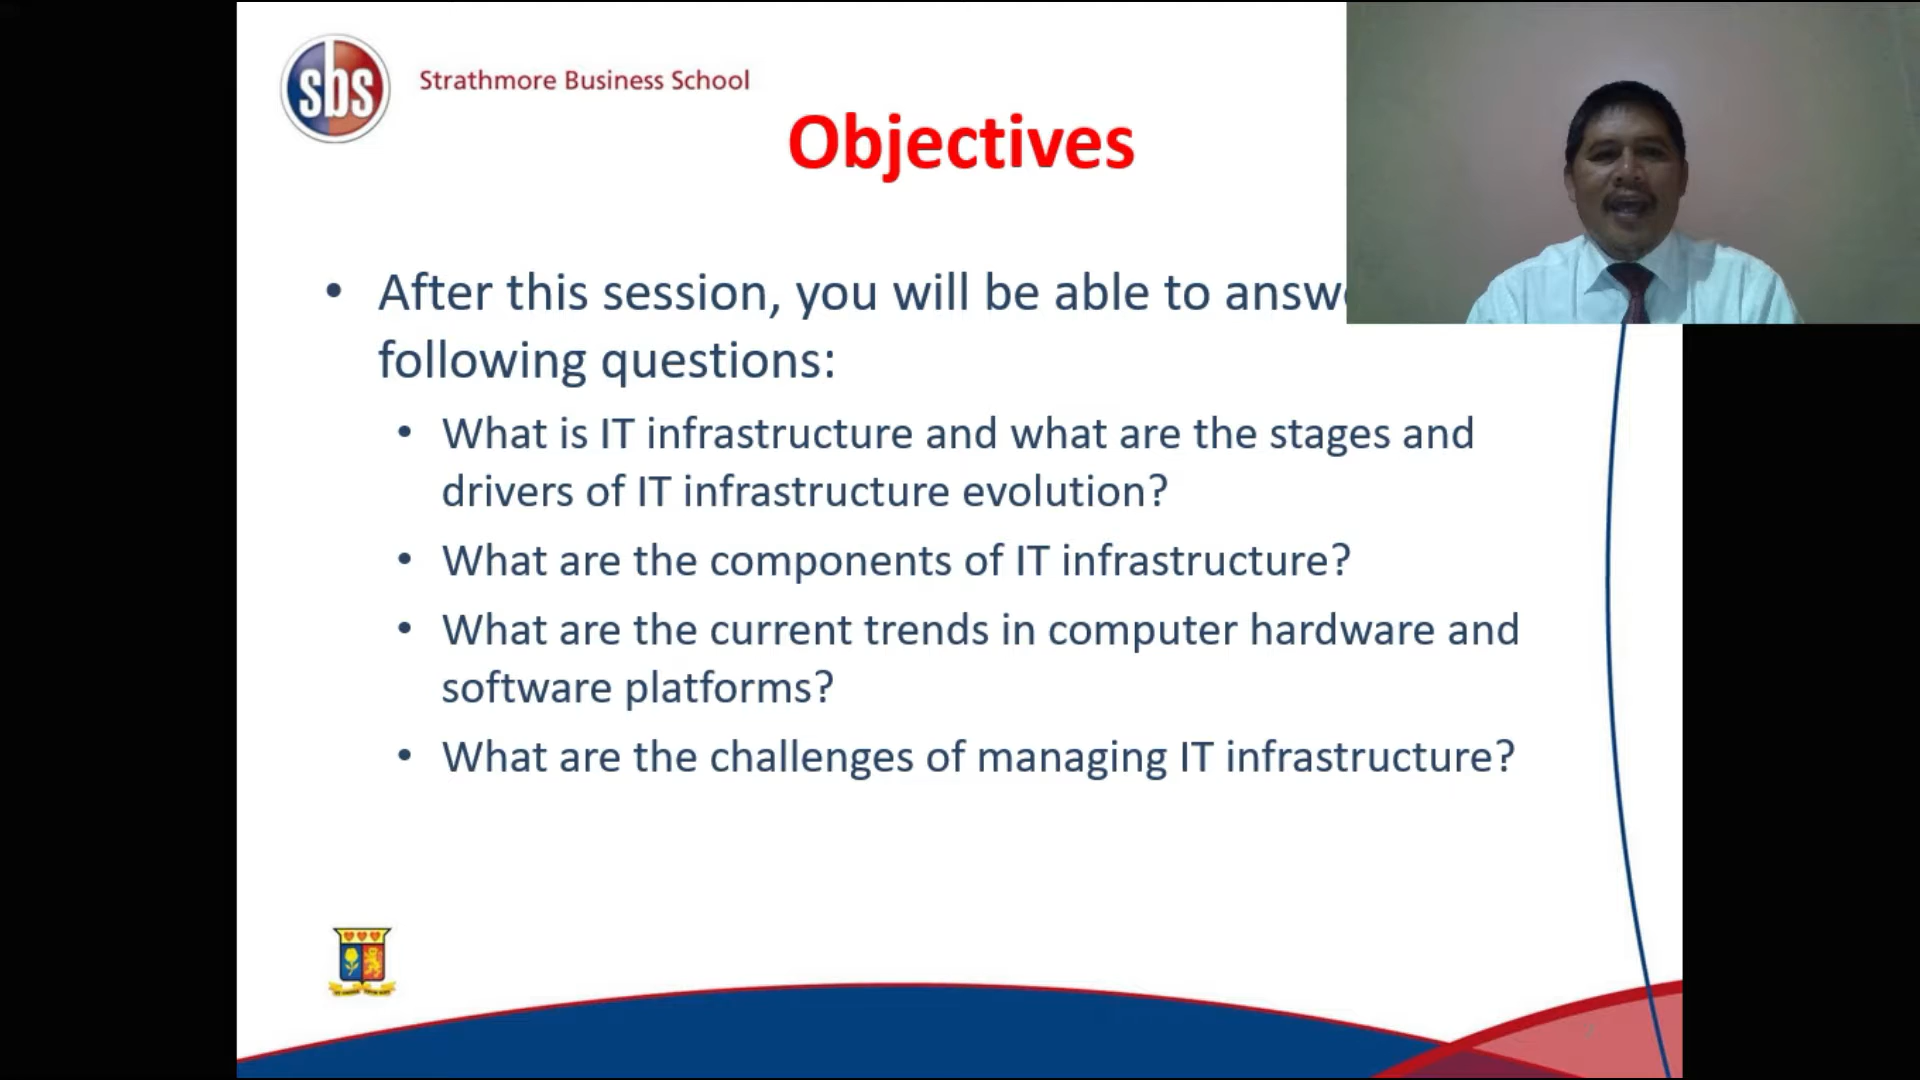 sbs
Strathmore Business School
Objectives
• After this session, you will be able to
following questions:
• What is IT infrastructure and what are the stages and
drivers of IT infrastructure evolution?
• What are the components of IT infrastructure?
• What are the current trends in computer hardware and
software platforms?
• What are the challenges of managing IT infrastructure?